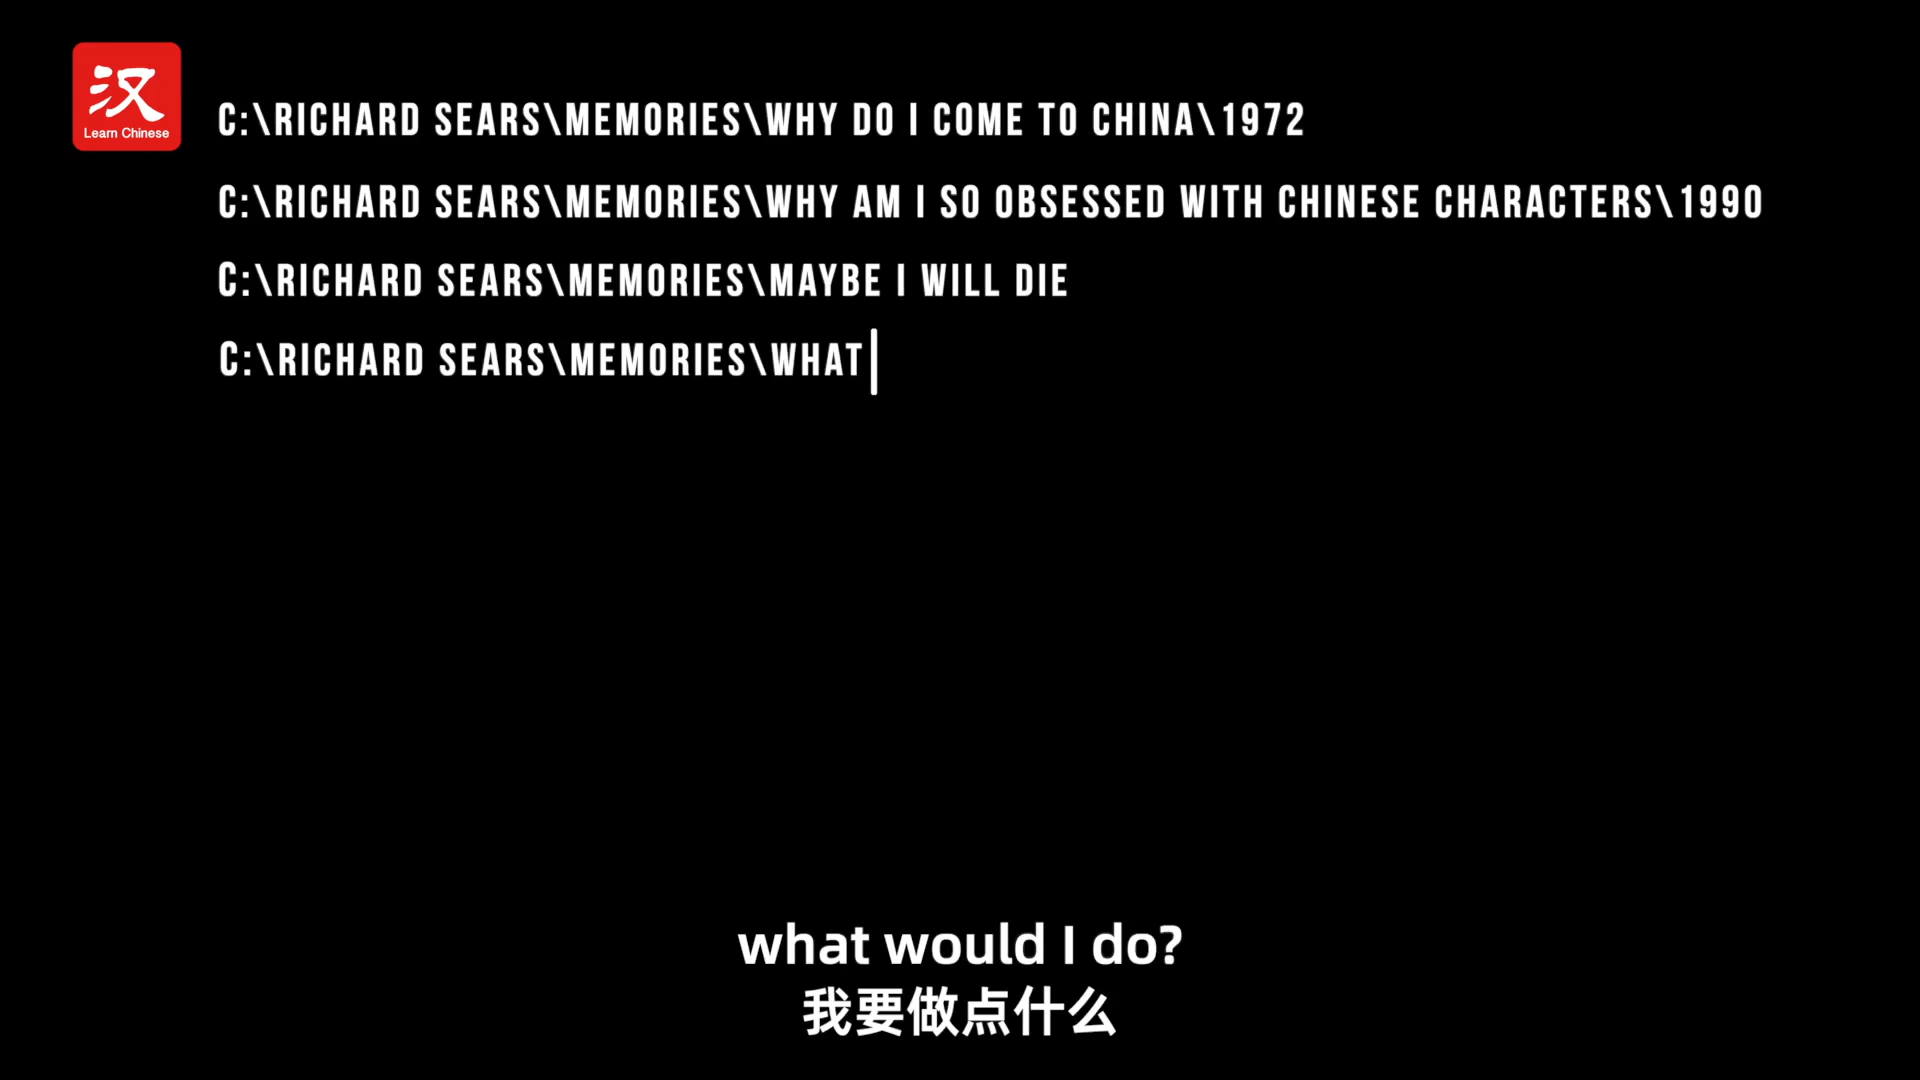 汉
Learn Chinese
C:\RICHARD SEARS\MEMORIES\WHY DO I COME TO CHINA\1972
C:\RICHARD SEARS\MEMORIES\WHY AM I SO OBSESSED WITH CHINESE CHARACTERS\1990
C:\RICHARD SEARS\MEMORIES\MAYBE I WILL DIE
C:\RICHARD SEARS\MEMORIES\WHAT
what would I do?
我要做点什么